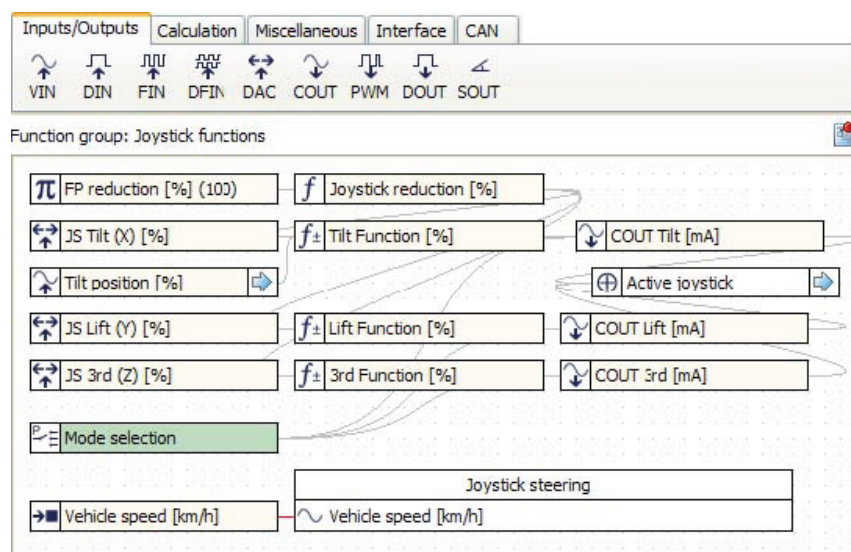 Inputs/Outputs Calculation Miscellaneous Interface CAN
VIN DIN FIN DFIN DAC COUT PWM DOUT SOUT
Function group: Joystick functions
π FP reduction [%] (100) f Joystick reduction [%]
JS Tilt (X) [%] f± Tilt Function [%] COUT Tilt [mA]
Tilt position [%] Active joystick
JS Lift (Y) [%] f± Lift Function [%] COUT Lift [mA]
JS 3rd (Z) [%] f± 3rd Function [%] COUT 3rd [mA]
P Mode selection
Joystick steering
Vehicle speed [km/h] Vehicle speed [km/h]